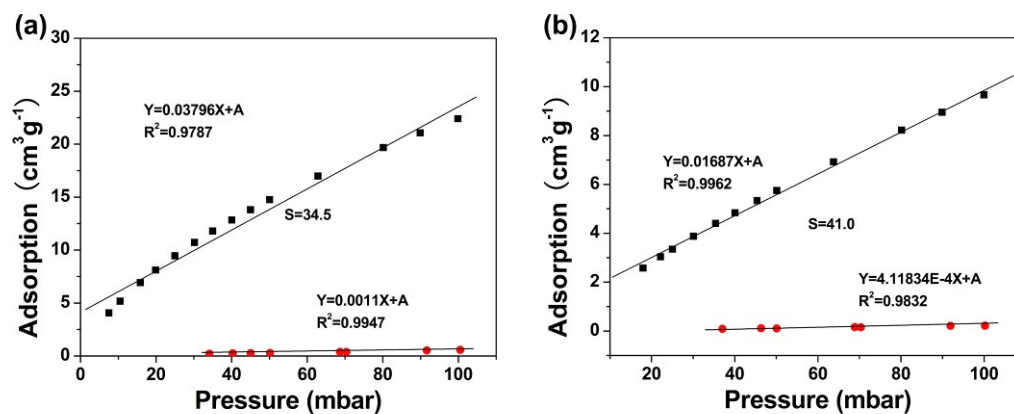 (a)
30
25
20
15
10
5
0
Adsorption (cm³g⁻¹)
Y=0.03796X+A
R²=0.9787
S=34.5
Y=0.0011X+A
R²=0.9947
0 20 40 60 80 100
Pressure (mbar)
(b)
12
10
8
6
4
2
0
Adsorption (cm³g⁻¹)
Y=0.01687X+A
R²=0.9962
S=41.0
Y=4.11834E-4X+A
R²=0.9832
20 40 60 80 100
Pressure (mbar)